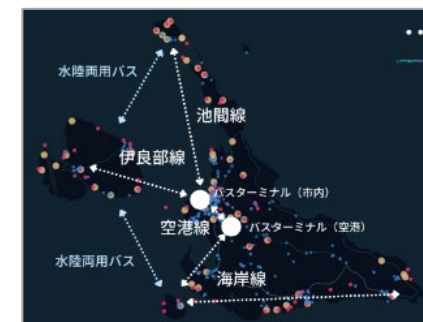 水陸両用バス
池間線
伊良部線
バスターミナル（市内）
空港線
バスターミナル（空港）
水陸両用バス
海岸線